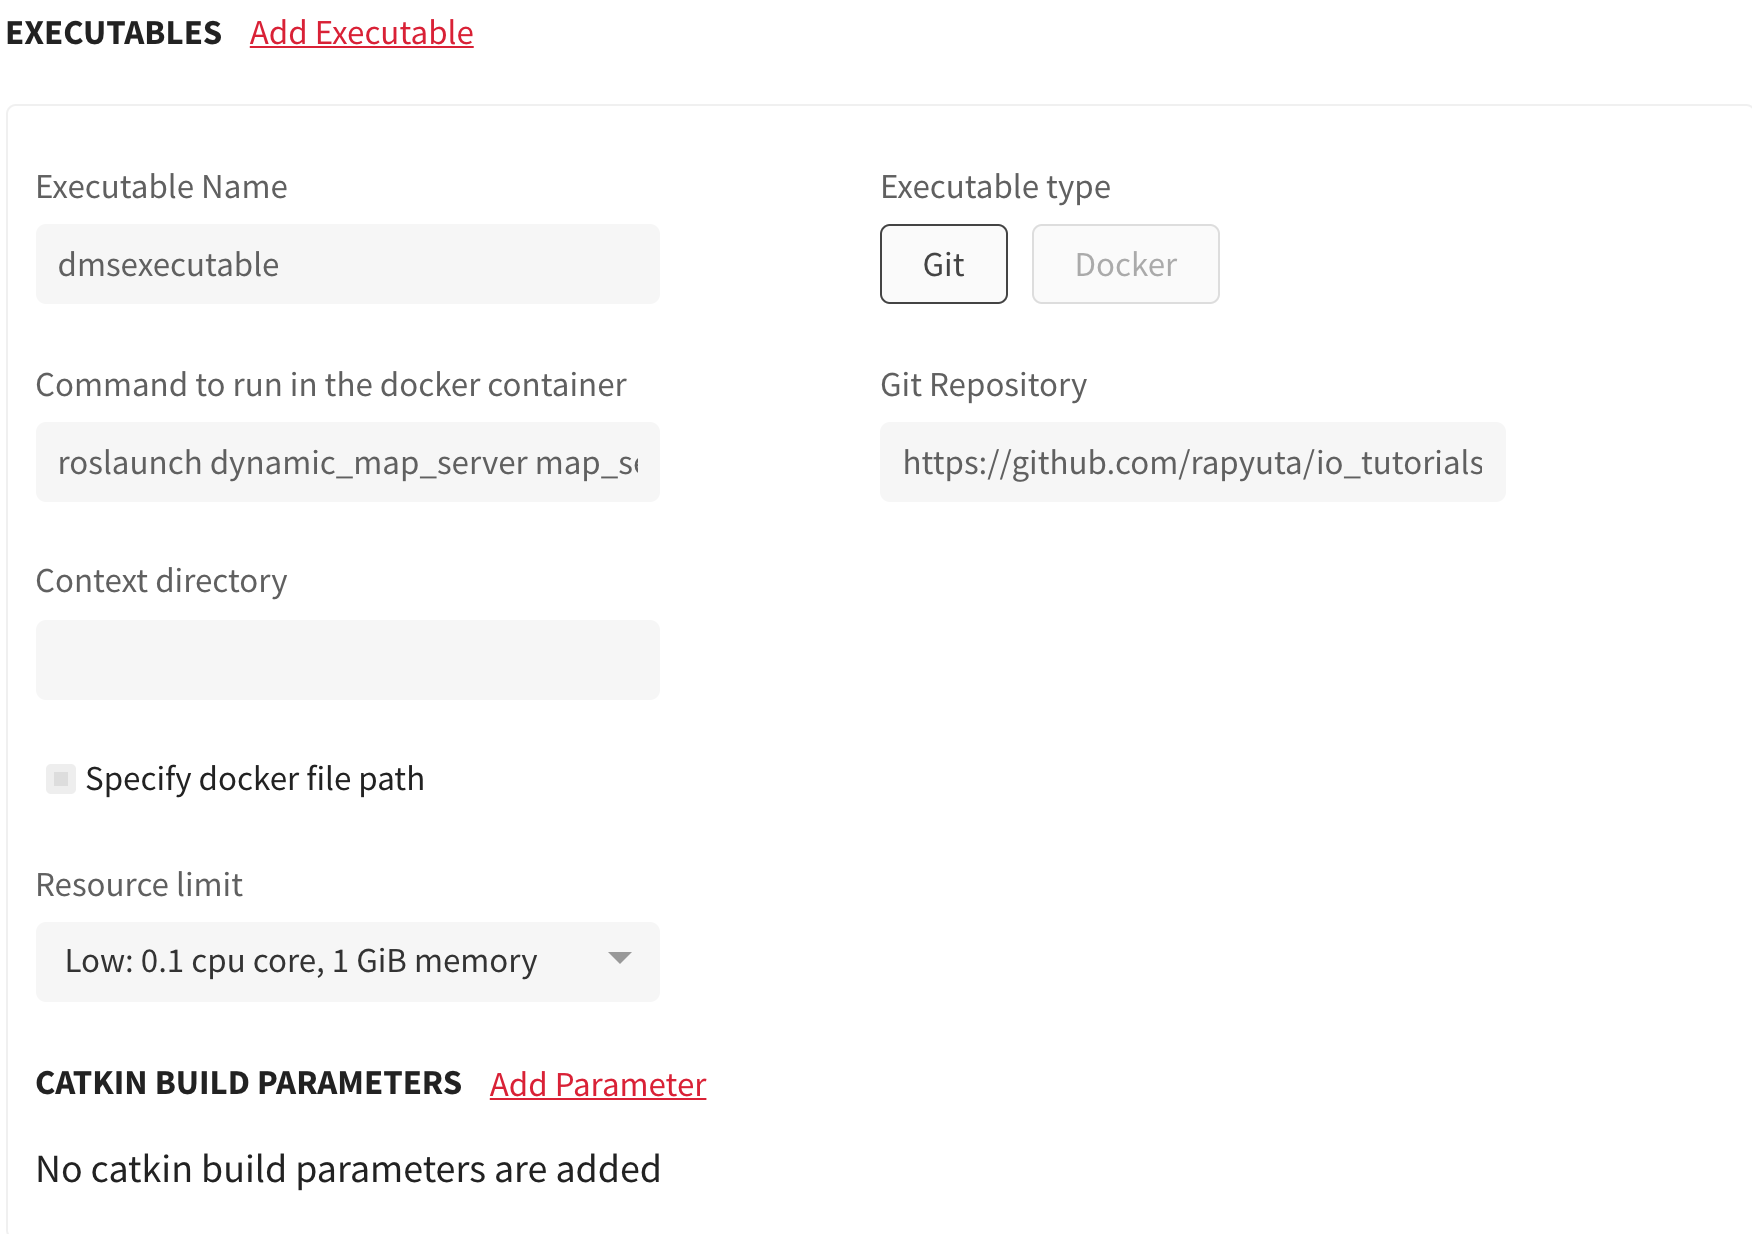 EXECUTABLES Add Executable
Executable Name
Executable type
dmsexecutable
Git
Docker
Command to run in the docker container
Git Repository
roslaunch dynamic_map_server
https://github.com/rapyuta/io_tutorials
Context directory
Specify docker file path
Resource limit
Low: 0.1 cpu core, 1 GiB memory
CATKIN BUILD PARAMETERS Add Parameter
No catkin build parameters are added